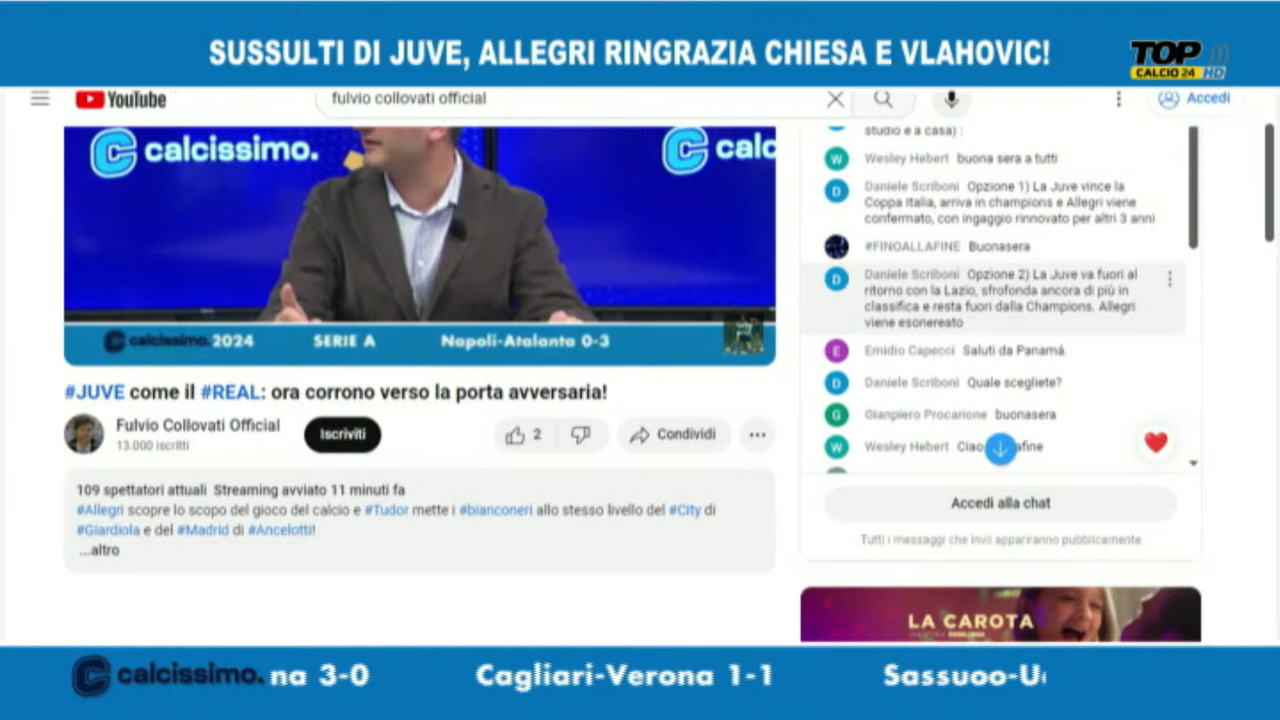 SUSSULTI DI JUVE, ALLEGRI RINGRAZIA CHIESA E VLAHOVIC!
TOP
CALCIO 24 HD
YouTube
fulvio collovati official
Accedi
calcissimo.
calc
calcissimo. 2024 SERIE A Napoli-Atalanta 0-3
#JUVE come il #REAL: ora corrono verso la porta avversaria!
Fulvio Collovati Official
13.000 iscritti
Iscriviti
2
Condividi
109 spettatori attuali Streaming avviato 11 minuti fa
#Allegri scopre lo scopo del gioco del calcio e #Tudor mette i #bianconeri allo stesso livello del #City di
#Giardiola e del #Madrid di #Ancelotti!
...altro
studio e a casa) :
W Wesley Hebert buona sera a tutti
D Daniele Scriboni Opzione 1) La Juve vince la
Coppa Italia, arriva in champions e Allegri viene
confermato, con ingaggio rinnovato per altri 3 anni
#FINOALLAFINE Buonasera
D Daniele Scriboni Opzione 2) La Juve va fuori al
ritorno con la Lazio, sfrofonda ancora di più in
classifica e resta fuori dalla Champions. Allegri
viene esonereato
E Emidio Capecci Saluti da Panamá.
D Daniele Scriboni Quale scegliete?
G Gianpiero Procarione buonasera
W Wesley Hebert Ciao afine
Accedi alla chat
Tutti i messaggi che invii appariranno pubblicamente
LA CAROTA
calcissimo. na 3-0 Cagliari-Verona 1-1 Sassuoo-U